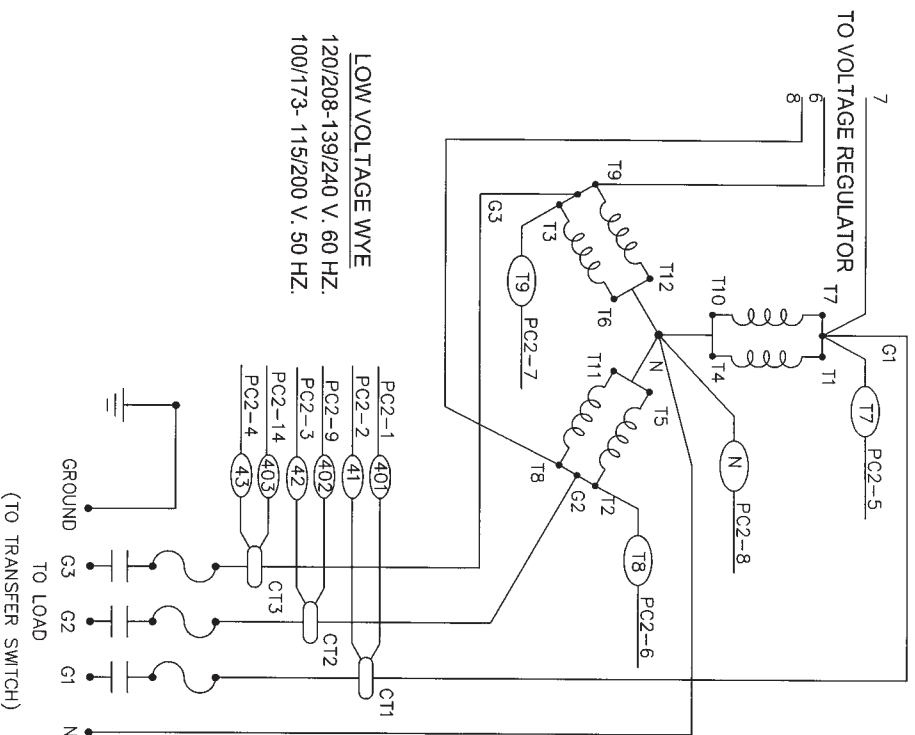 TO VOLTAGE REGULATOR
7
6
8
T9
T3
G3
T9
PC2-7
T12
T6
T7
T1
T10
T4
G1
T7
PC2-5
N
N
PC2-8
T11
T5
T8
T2
G2
T8
PC2-6
LOW VOLTAGE WYE
120/208-139/240 V. 60 HZ.
100/173- 115/200 V. 50 HZ.
PC2-1
PC2-2
PC2-9
PC2-3
PC2-14
PC2-4
401
41
402
42
403
43
CT1
CT2
CT3
GROUND
G3
G2
G1
N
TO LOAD
(TO TRANSFER SWITCH)